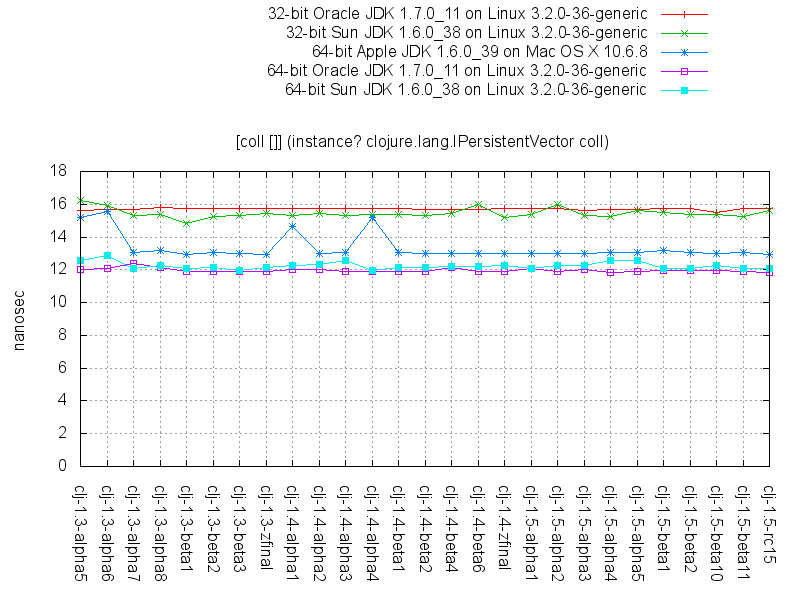 32-bit Oracle JDK 1.7.0_11 on Linux 3.2.0-36-generic
32-bit Sun JDK 1.6.0_38 on Linux 3.2.0-36-generic
64-bit Apple JDK 1.6.0_39 on Mac OS X 10.6.8
64-bit Oracle JDK 1.7.0_11 on Linux 3.2.0-36-generic
64-bit Sun JDK 1.6.0_38 on Linux 3.2.0-36-generic
[coll []] (instance? clojure.lang.IPersistentVector coll)
18
16
14
12
10
8
6
4
2
0
nanosec
clj-1.3-alpha5
clj-1.3-alpha6
clj-1.3-alpha7
clj-1.3-alpha8
clj-1.3-beta1
clj-1.3-beta2
clj-1.3-beta3
clj-1.3-zfinal
clj-1.4-alpha1
clj-1.4-alpha2
clj-1.4-alpha3
clj-1.4-alpha4
clj-1.4-beta1
clj-1.4-beta2
clj-1.4-beta4
clj-1.4-beta6
clj-1.4-zfinal
clj-1.5-alpha1
clj-1.5-alpha2
clj-1.5-alpha3
clj-1.5-alpha4
clj-1.5-alpha5
clj-1.5-beta1
clj-1.5-beta2
clj-1.5-beta10
clj-1.5-beta11
clj-1.5-rc15